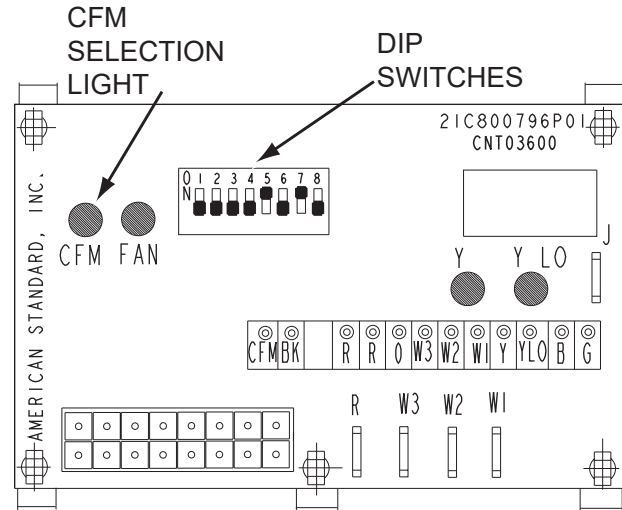 CFM
SELECTION
LIGHT
DIP
SWITCHES
21C800796P01
CNT03600
AMERICAN STANDARD, INC.
ON 1 2 3 4 5 6 7 8
CFM FAN
J
Y Y LO
CFM BK R R O W3 W2 W1 Y YLO B G
R W3 W2 W1